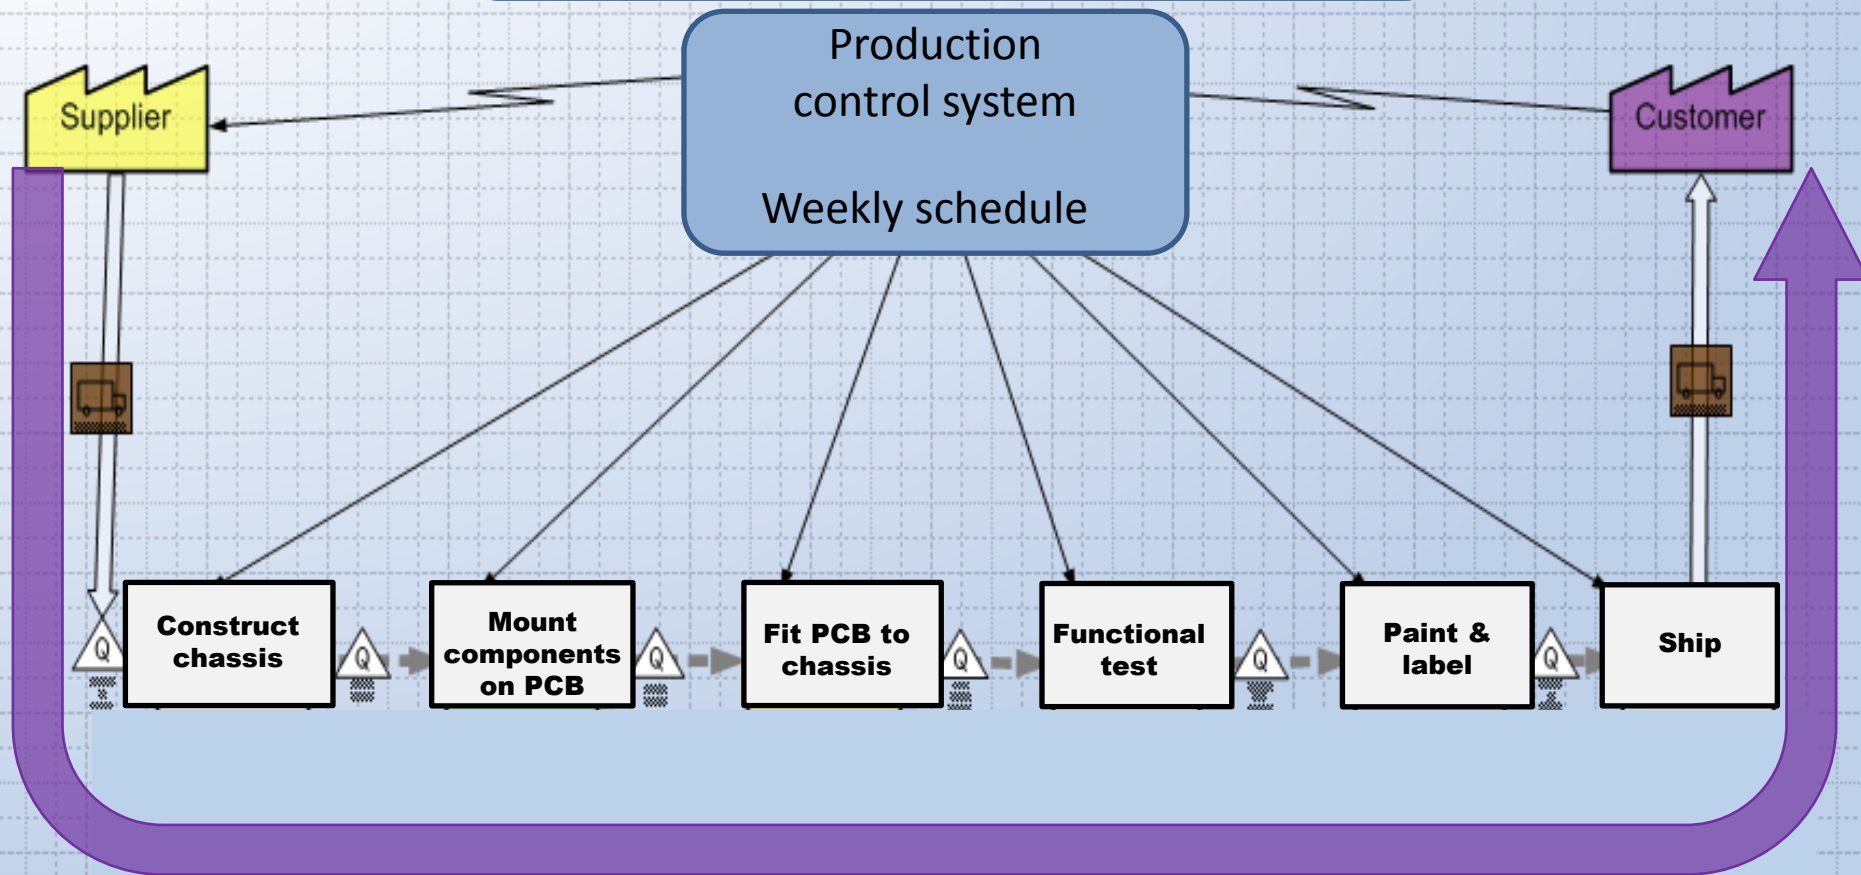 Production
control system
Weekly schedule
Supplier
Customer
Construct
chassis
Mount
components
on PCB
Fit PCB to
chassis
Functional
test
Paint &
label
Ship
Q
Q
Q
Q
Q
Q